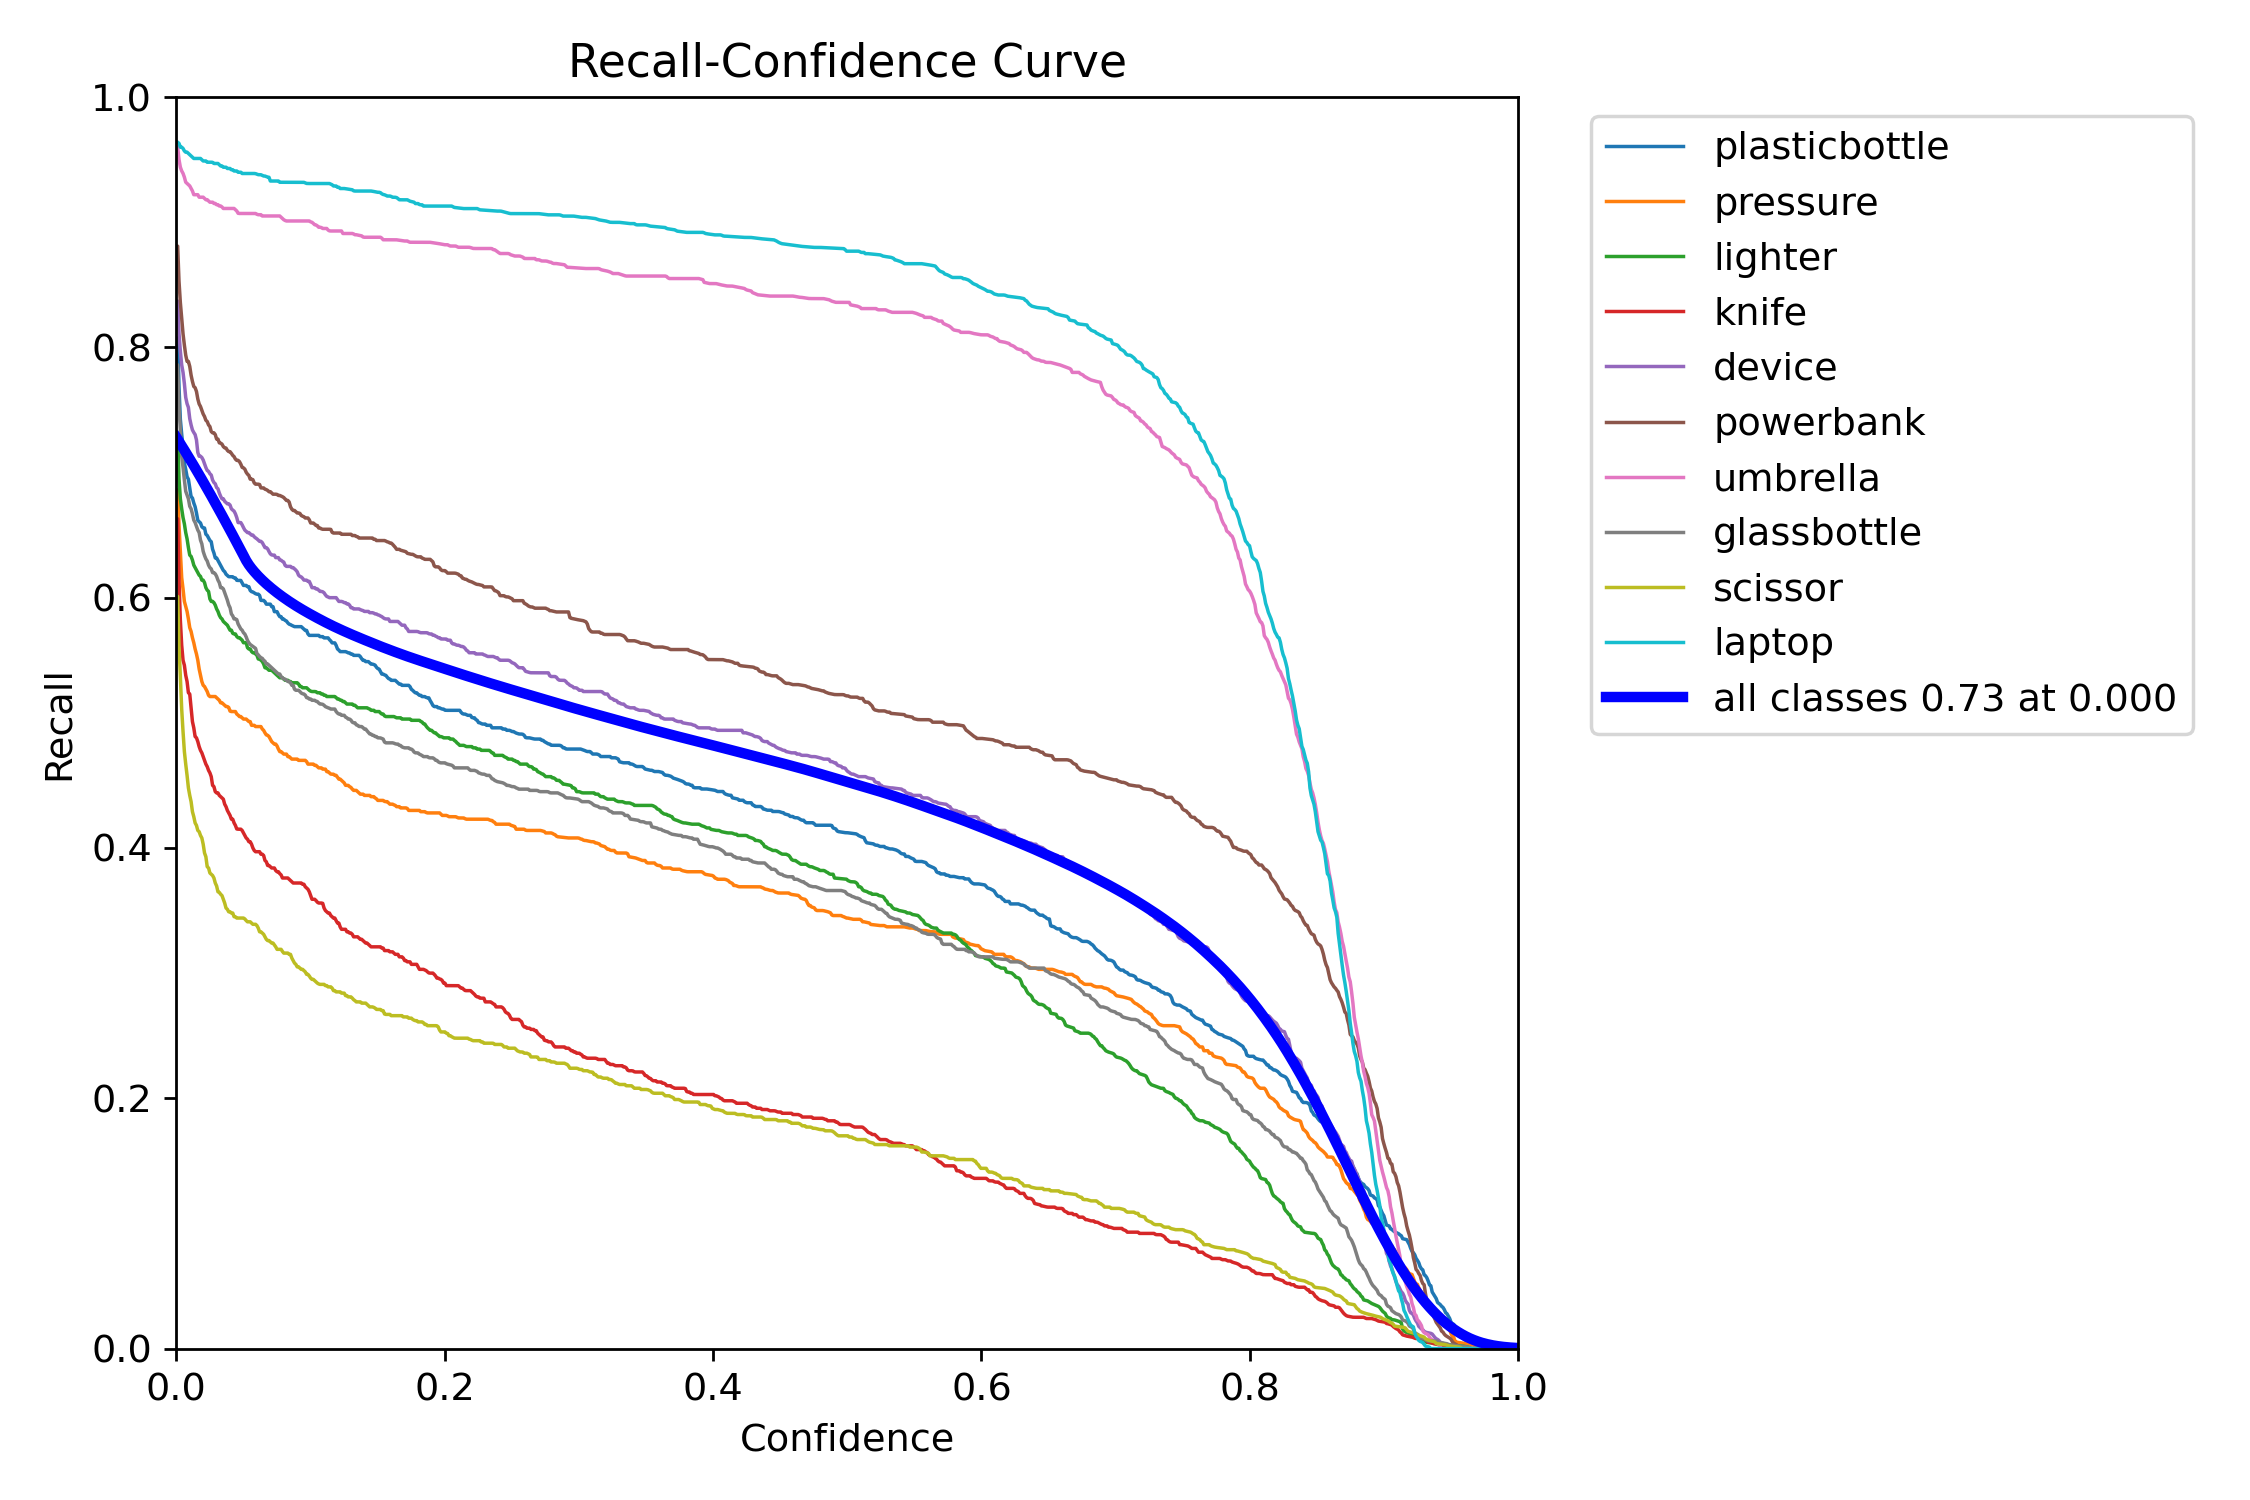 Recall-Confidence Curve
1.0
0.8
0.6
0.4
0.2
0.0
Recall
0.0 0.2 0.4 0.6 0.8 1.0
Confidence
plasticbottle
pressure
lighter
knife
device
powerbank
umbrella
glassbottle
scissor
laptop
all classes 0.73 at 0.000